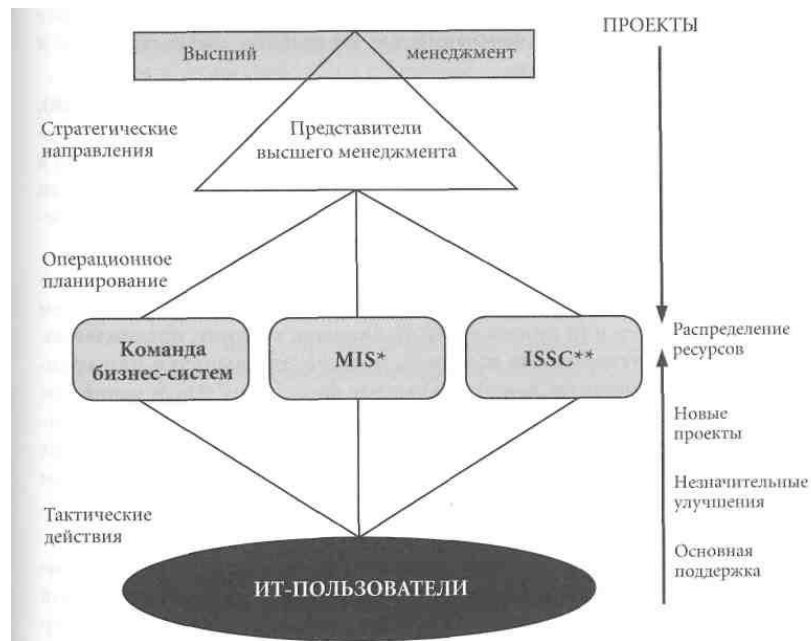 ПРОЕКТЫ
Высший менеджмент
Стратегические
направления
Представители
высшего менеджмента
Операционное
планирование
Команда
бизнес-систем
MIS*
ISSC**
Распределение
ресурсов
Новые
проекты
Незначительные
улучшения
Тактические
действия
Основная
поддержка
ИТ-ПОЛЬЗОВАТЕЛИ